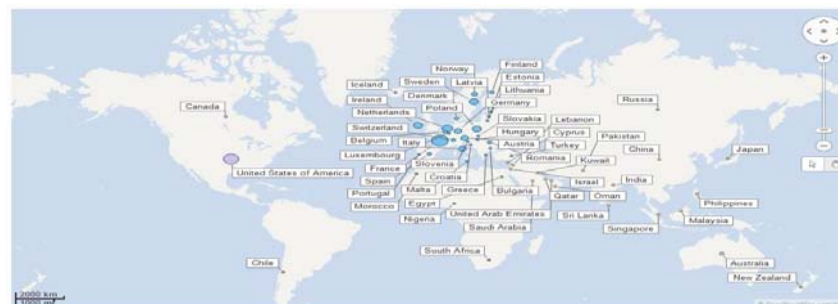 Norway
Finland
Sweden
Latvia
Estonia
Iceland
Denmark
Lithuania
Ireland
Germany
Canada
Netherlands
Poland
Russia
Switzerland
Slovakia
Lebanon
Belgium
Italy
Hungary
Cyprus
Pakistan
Luxembourg
Austria
Turkey
China
Japan
France
Slovenia
Romania
Kuwait
United States of America
Spain
Croatia
Israel
India
Portugal
Malta
Greece
Bulgaria
Qatar
Oman
Philippines
Morocco
Egypt
United Arab Emirates
Sri Lanka
Malaysia
Nigeria
Saudi Arabia
Singapore
South Africa
Chile
Australia
New Zealand
2000 km